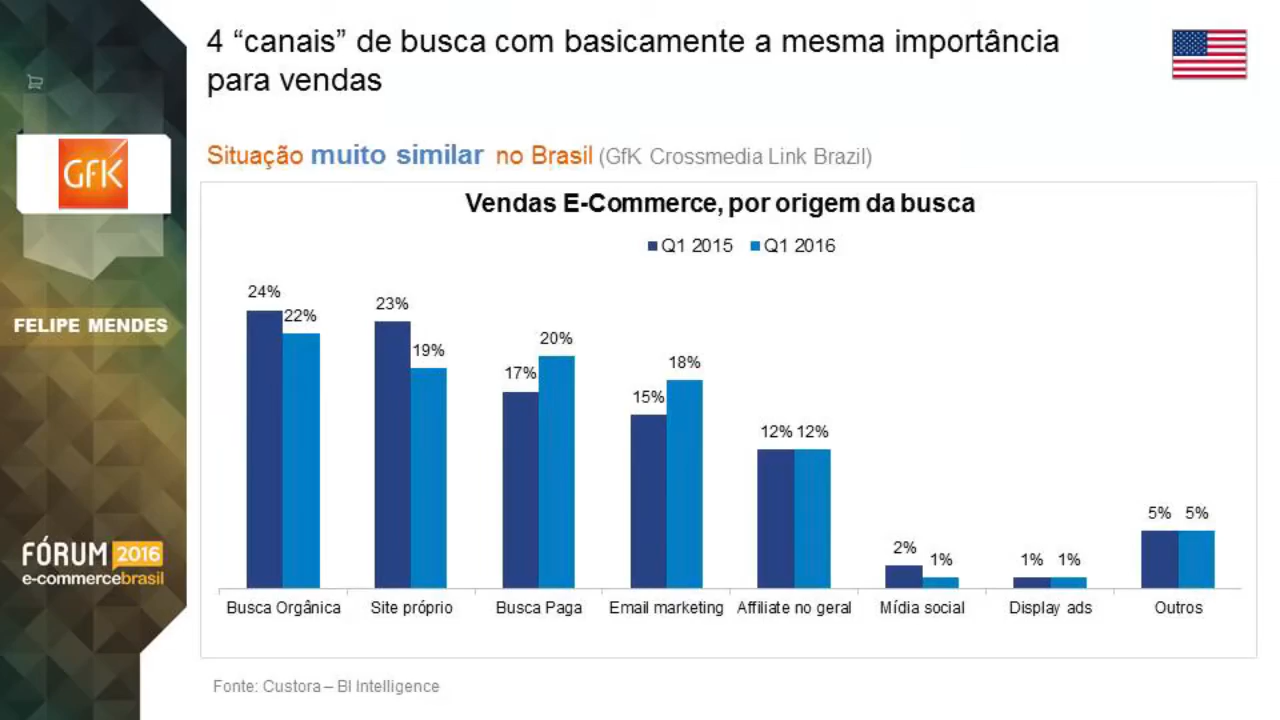 4 “canais” de busca com basicamente a mesma importância
para vendas
GfK
Situação muito similar no Brasil (GfK Crossmedia Link Brazil)
Vendas E-Commerce, por origem da busca
Q1 2015 Q1 2016
24% 22% 23% 19% 17% 20% 15% 18% 12% 12% 2% 1% 1% 1% 5% 5%
Busca Orgânica Site próprio Busca Paga Email marketing Affiliate no geral Mídia social Display ads Outros
FELIPE MENDES
FÓRUM 2016
e-commercebrasil
Fonte: Custora – BI Intelligence